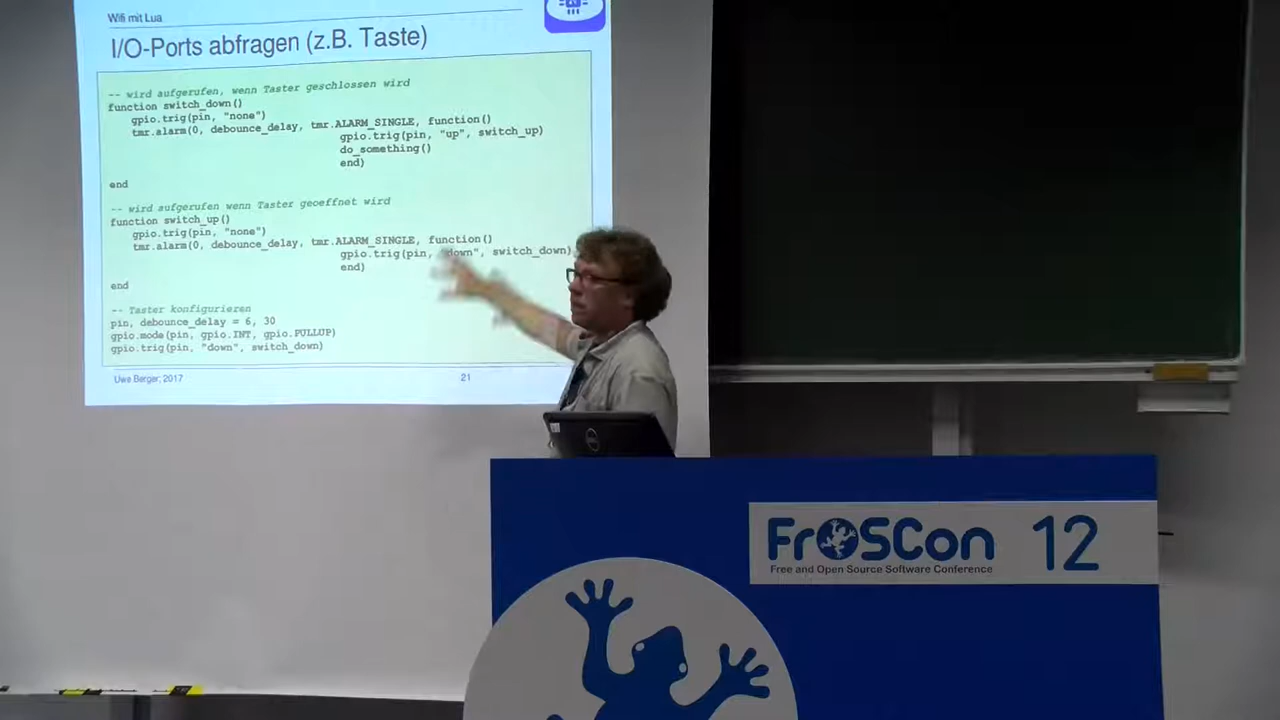 Wifi mit Lua
I/O-Ports abfragen (z.B. Taste)
-- wird aufgerufen, wenn Taster geschlossen wird
function switch_down()
gpio.trig(pin, "none")
tmr.alarm(0, debounce_delay, tmr.ALARM_SINGLE, function()
gpio.trig(pin, "up", switch_up)
do_something()
end)
end
-- wird aufgerufen wenn Taster geoeffnet wird
function switch_up()
gpio.trig(pin, "none")
tmr.alarm(0, debounce_delay, tmr.ALARM_SINGLE, function()
gpio.trig(pin, "down", switch_down)
end)
end
-- Taster konfigurieren
pin, debounce_delay = 6, 30
gpio.mode(pin, gpio.INT, gpio.PULLUP)
gpio.trig(pin, "down", switch_down)
Uwe Berger; 2017
21
FrOSCon 12
Free and Open Source Software Conference